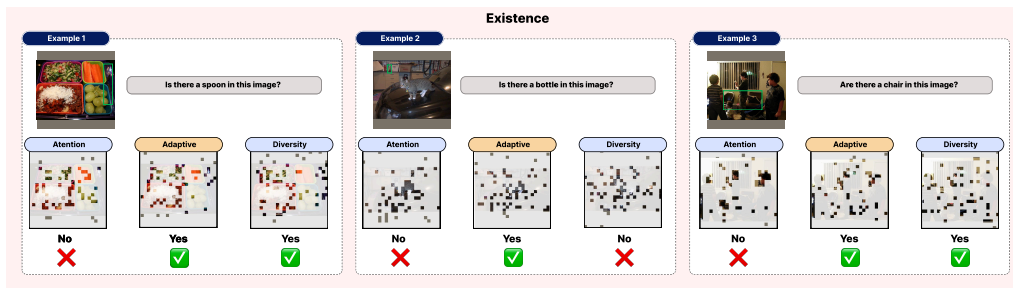 Existence
Example 1
Is there a spoon in this image?
Atention
Adaptive
Diversity
No
Yes
Yes
Example 2
Is there a bottle in this image?
Attention
Adaptive
Diversity
No
Yes
No
Example 3
Are there a chair in this image?
Attention
Adaptive
Diversity
No
Yes
Yes